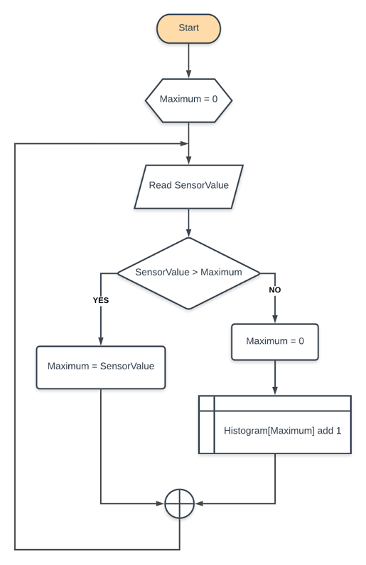 Start
Maximum = 0
Read SensorValue
SensorValue > Maximum
YES
NO
Maximum = 0
Maximum = SensorValue
Histogram[Maximum] add 1